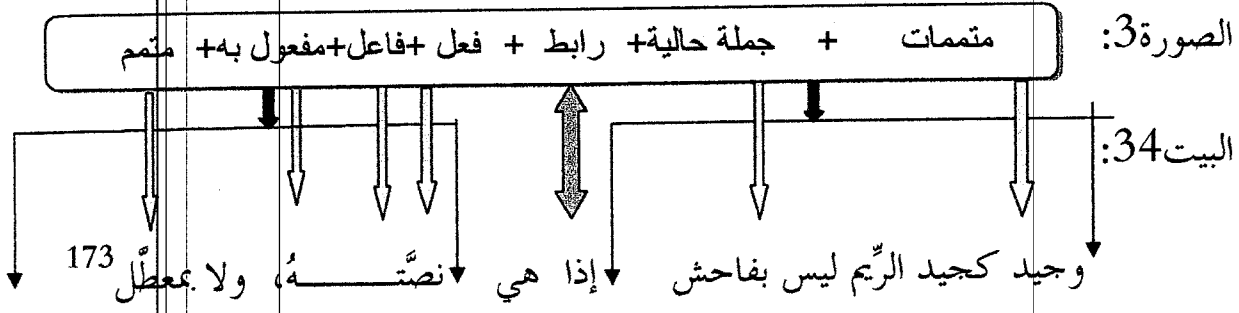 الصورة3: متممات + جملة حالية+ رابط + فعل +فاعل+مفعول به+ متمم
البيت34:
وجيد كجيد الرِّيم ليس بفاحش إذا هي نصَّتـــــــــهُ، ولا بمعطَّل 173